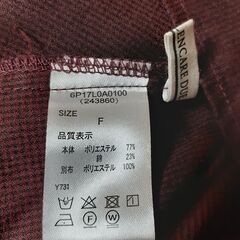 6P17L0A0100
(243860)
SIZE
F
品質表示
本体 ポリエステル 77%
綿 23%
別布 ポリエステル 100%
Y731